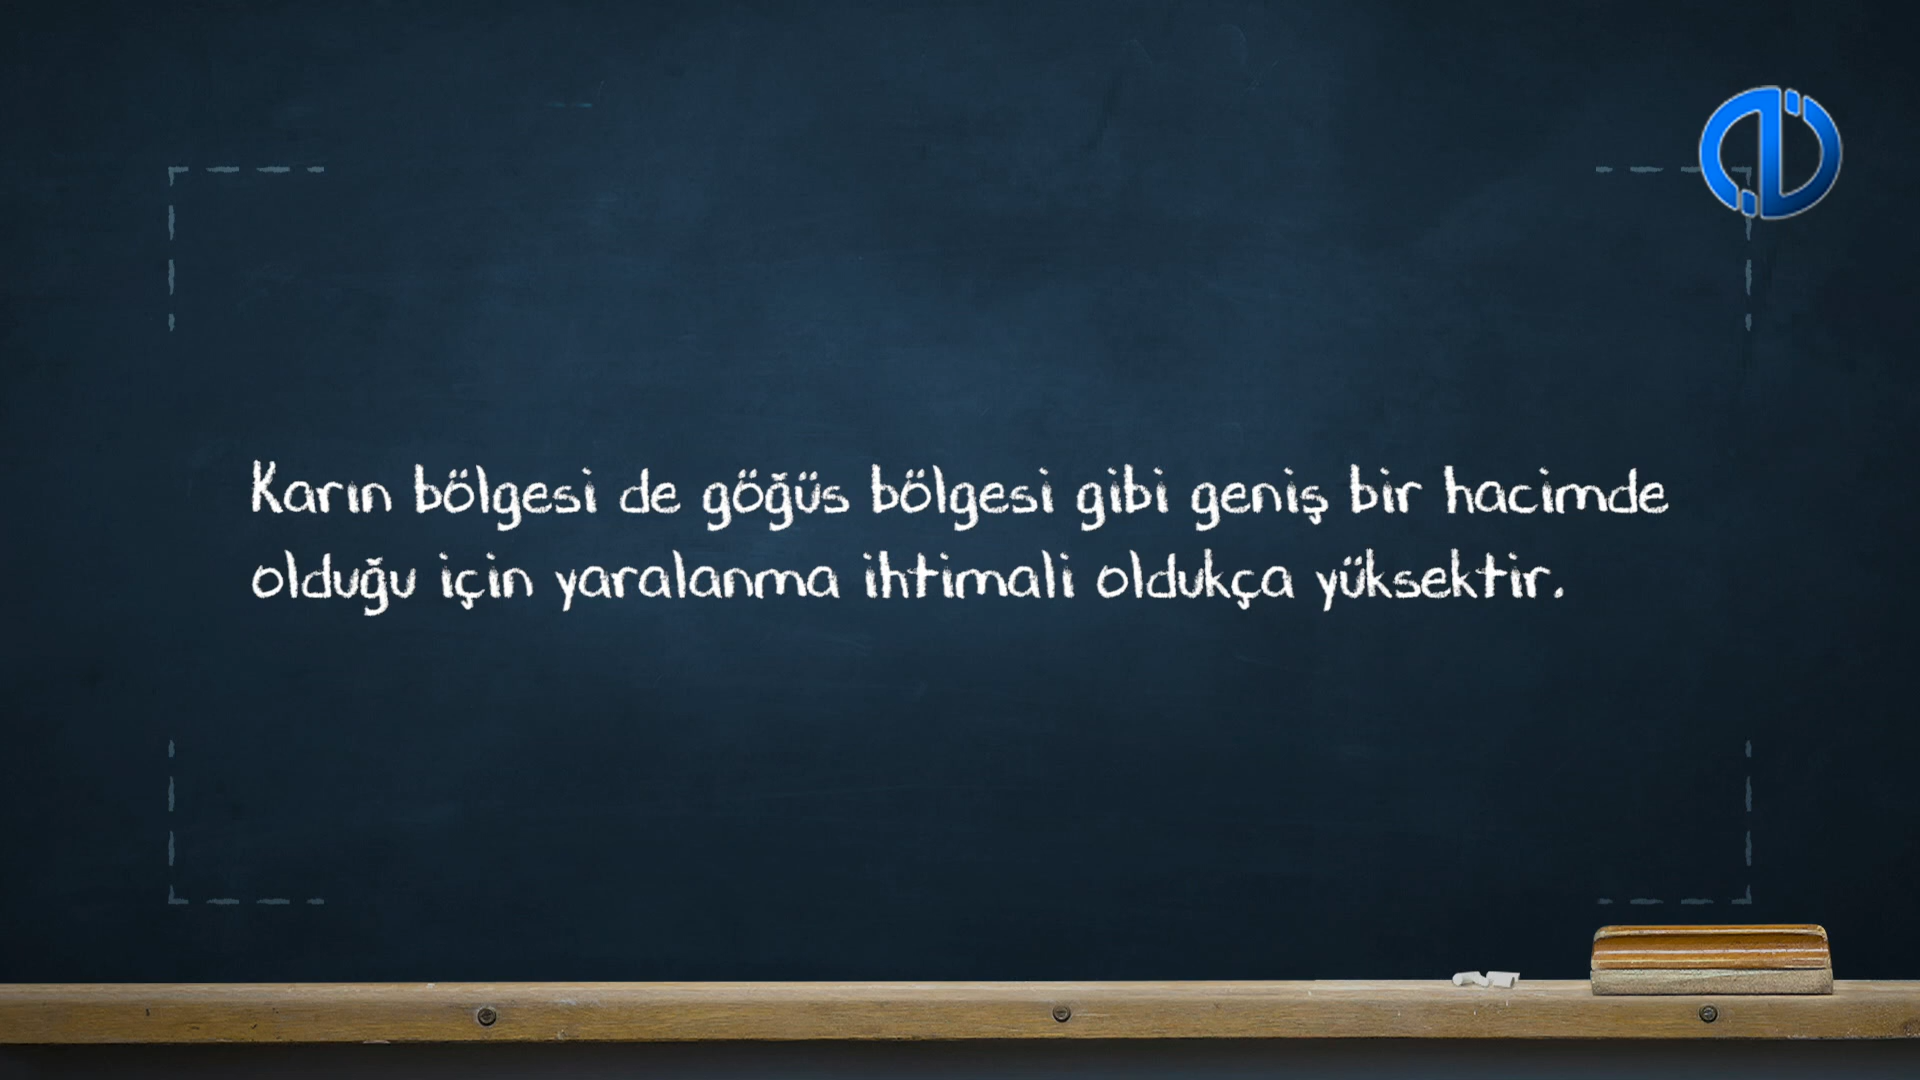 Karın bölgesi de göğüs bölgesi gibi geniş bir hacimde
olduğu için yaralanma ihtimali oldukça yüksektir.